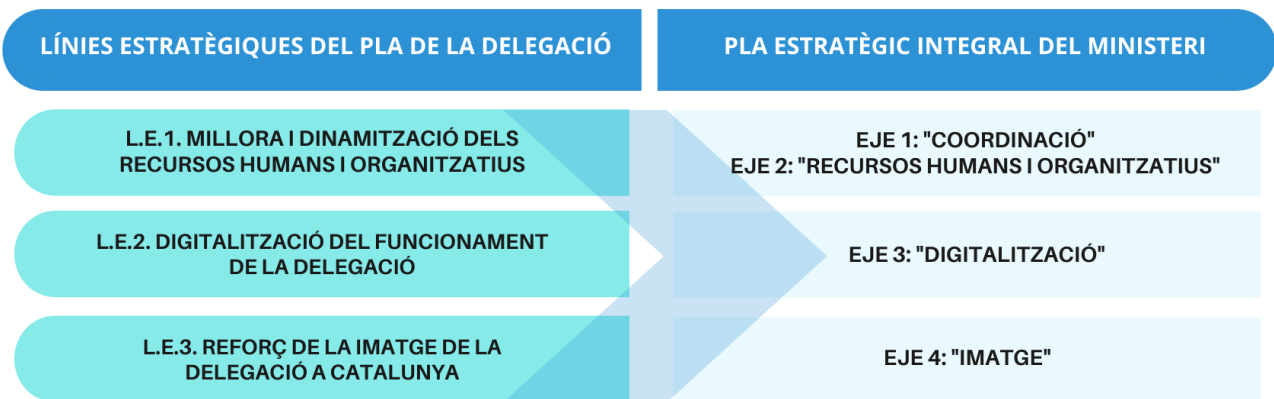 LÍNIES ESTRATÈGIQUES DEL PLA DE LA DELEGACIÓ
PLA ESTRATÈGIC INTEGRAL DEL MINISTERI
L.E.1. MILLORA I DINAMITZACIÓ DELS
RECURSOS HUMANS I ORGANITZATIUS
EJE 1: "COORDINACIÓ"
EJE 2: "RECURSOS HUMANS I ORGANITZATIUS"
L.E.2. DIGITALITZACIÓ DEL FUNCIONAMENT
DE LA DELEGACIÓ
EJE 3: "DIGITALITZACIÓ"
L.E.3. REFORÇ DE LA IMATGE DE LA
DELEGACIÓ A CATALUNYA
EJE 4: "IMATGE"